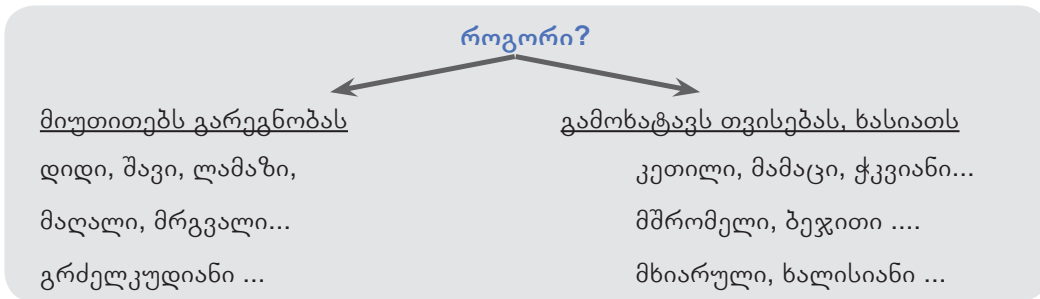 როგორი?
მიუთითებს გარეგნობას
დიდი, შავი, ლამაზი,
მაღალი, მრგვალი...
გრძელკუდიანი ...
გამოხატავს თვისებას, ხასიათს
კეთილი, მამაცი, ჭკვიანი...
მშრომელი, ბეჯითი ....
მხიარული, ხალისიანი ...